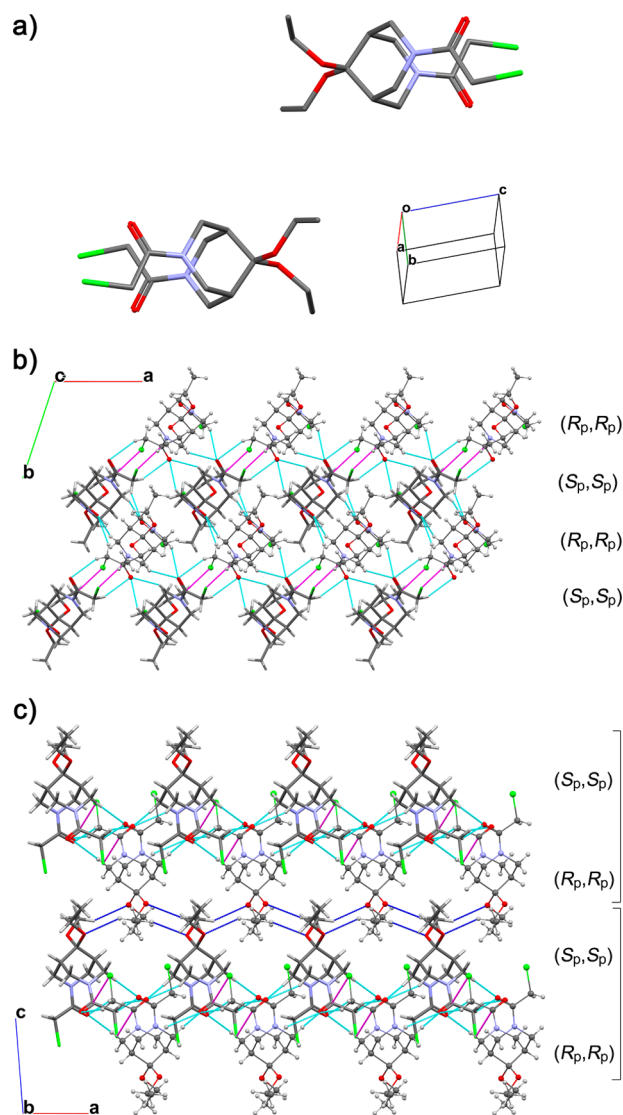 a)
o
c
a
b
b)
c a
b
(Rp,Rp)
(Sp,Sp)
(Rp,Rp)
(Sp,Sp)
c)
(Sp,Sp)
(Rp,Rp)
(Sp,Sp)
(Rp,Rp)
c
b a